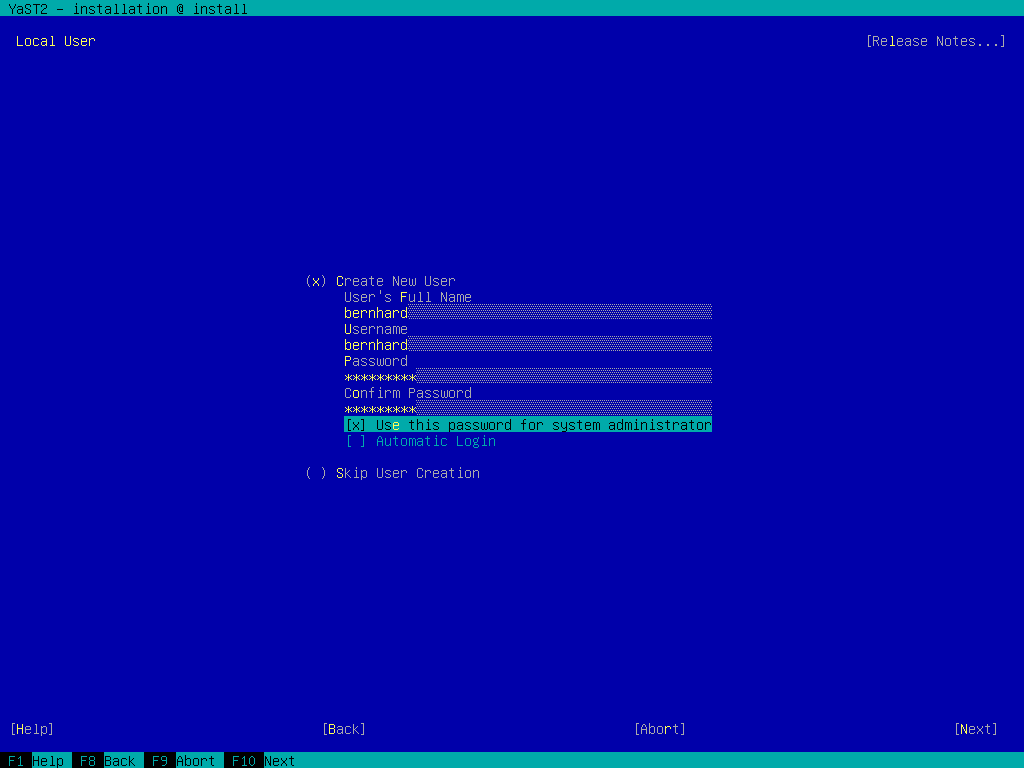 YaST2 - installation @ install
Local User [Release Notes...]
(x) Create New User
User's Full Name
bernhard
Username
bernhard
Password
*********
Confirm Password
*********
[x] Use this password for system administrator
[ ] Automatic Login
( ) Skip User Creation
[Help] [Back] [Abort] [Next]
F1 Help F8 Back F9 Abort F10 Next